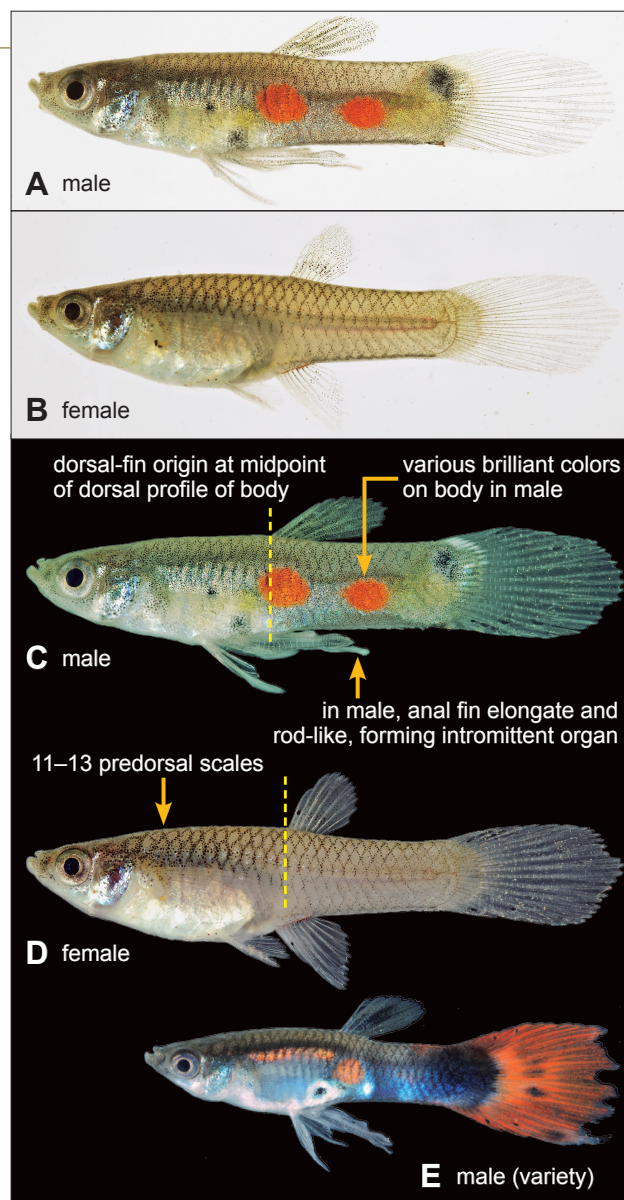 A male
B female
dorsal-fin origin at midpoint
of dorsal profile of body
various brilliant colors
on body in male
C male
in male, anal fin elongate and
rod-like, forming intromittent organ
11–13 predorsal scales
D female
E male (variety)